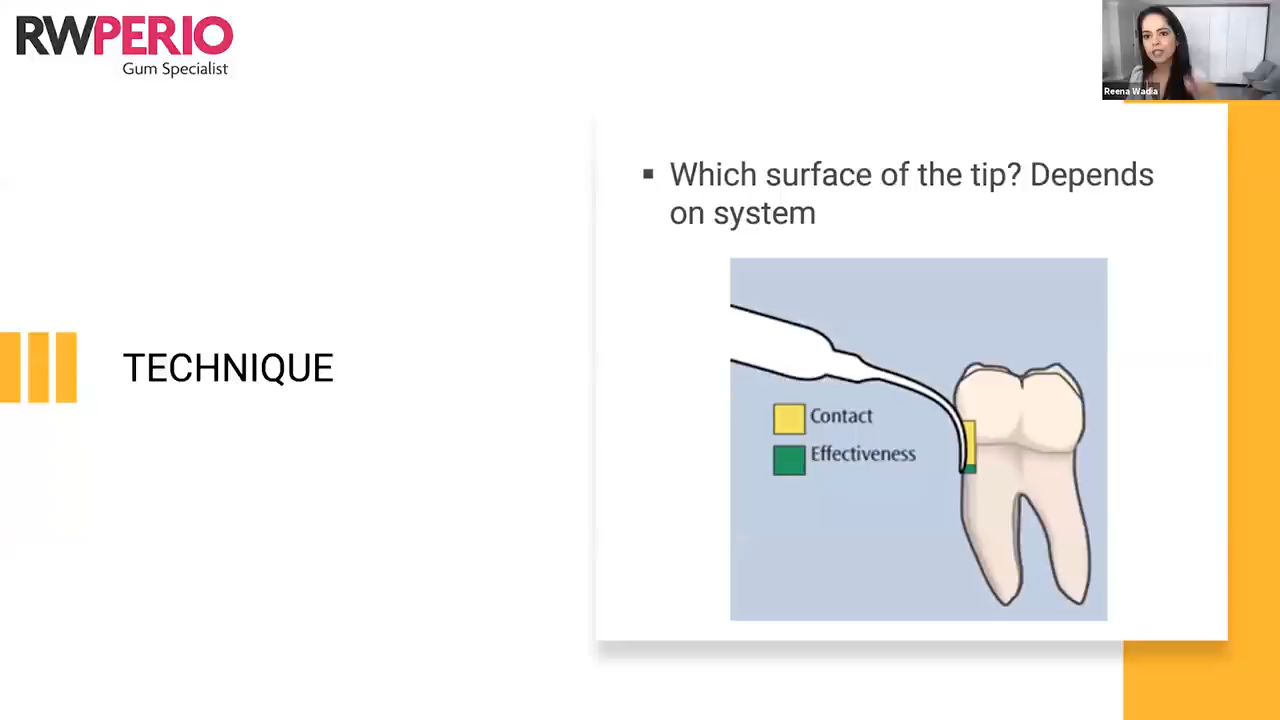 RWPERIO
Gum Specialist
Reena Wadia
▪ Which surface of the tip? Depends
on system
TECHNIQUE
Contact
Effectiveness